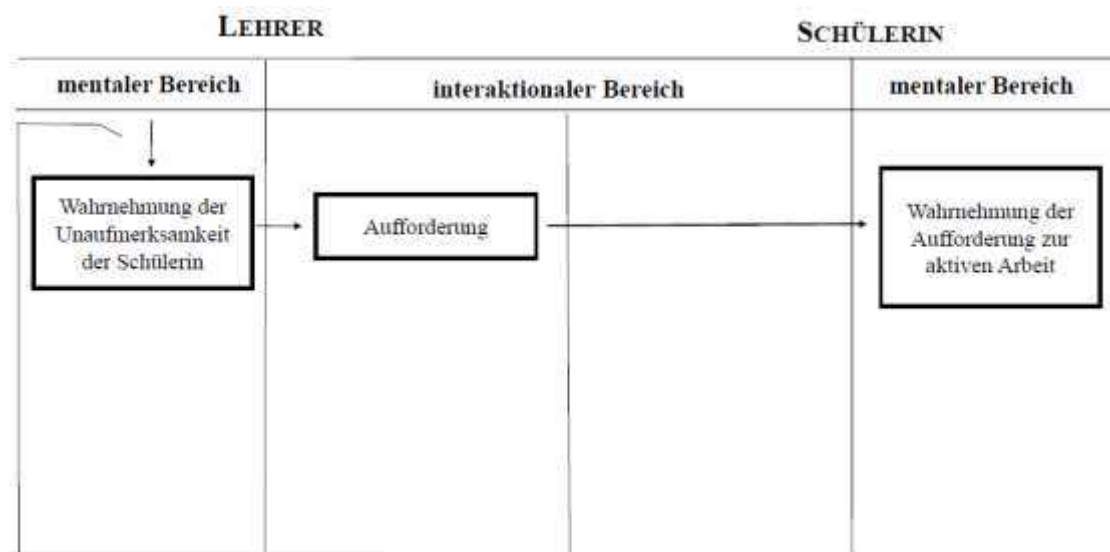 LEHRER
SCHÜLERIN
mentaler Bereich
interaktionaler Bereich
mentaler Bereich
Wahrnehmung der
Unaufmerksamkeit
der Schülerin
Aufforderung
Wahrnehmung der
Aufforderung zur
aktiven Arbeit